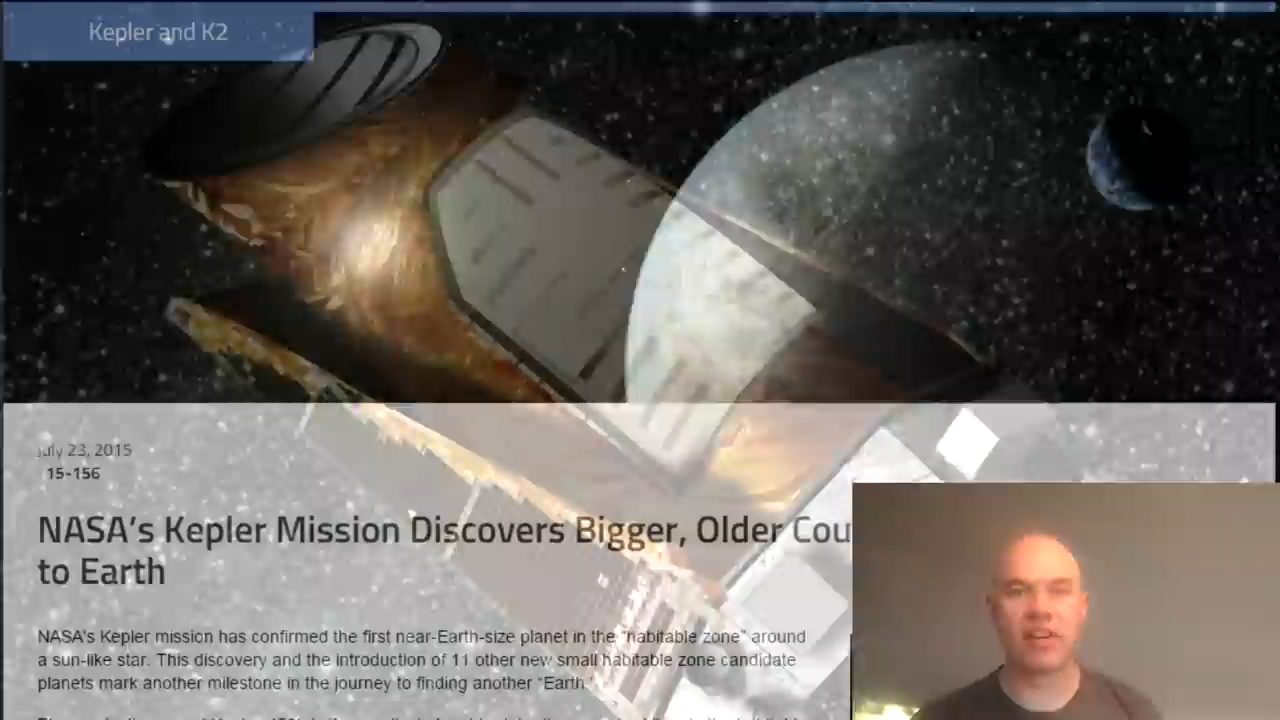 Kepler and K2
July 23, 2015
15-156
NASA's Kepler Mission Discovers Bigger, Older Cou
to Earth
NASA's Kepler mission has confirmed the first near-Earth-size planet in the "habitable zone" around
a sun-like star. This discovery and the introduction of 11 other new small habitable zone candidate
planets mark another milestone in the journey to finding another "Earth."